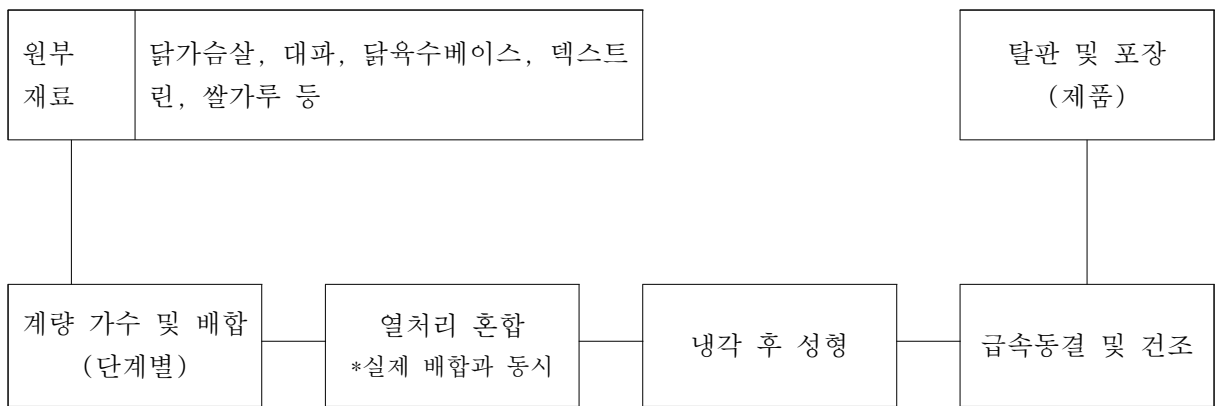 원부
재료
닭가슴살, 대파, 닭육수베이스, 덱스트
린, 쌀가루 등
탈판 및 포장
(제품)
계량 가수 및 배합
(단계별)
열처리 혼합
*실제 배합과 동시
냉각 후 성형
급속동결 및 건조